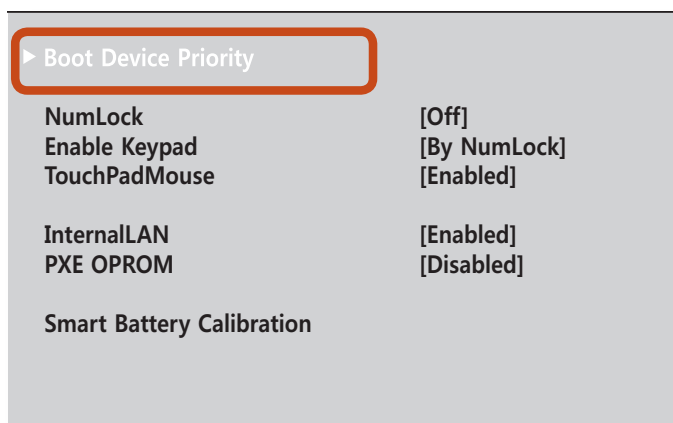 ▶ Boot Device Priority
NumLock [Off]
Enable Keypad [By NumLock]
TouchPadMouse [Enabled]
InternalLAN [Enabled]
PXE OPROM [Disabled]
Smart Battery Calibration